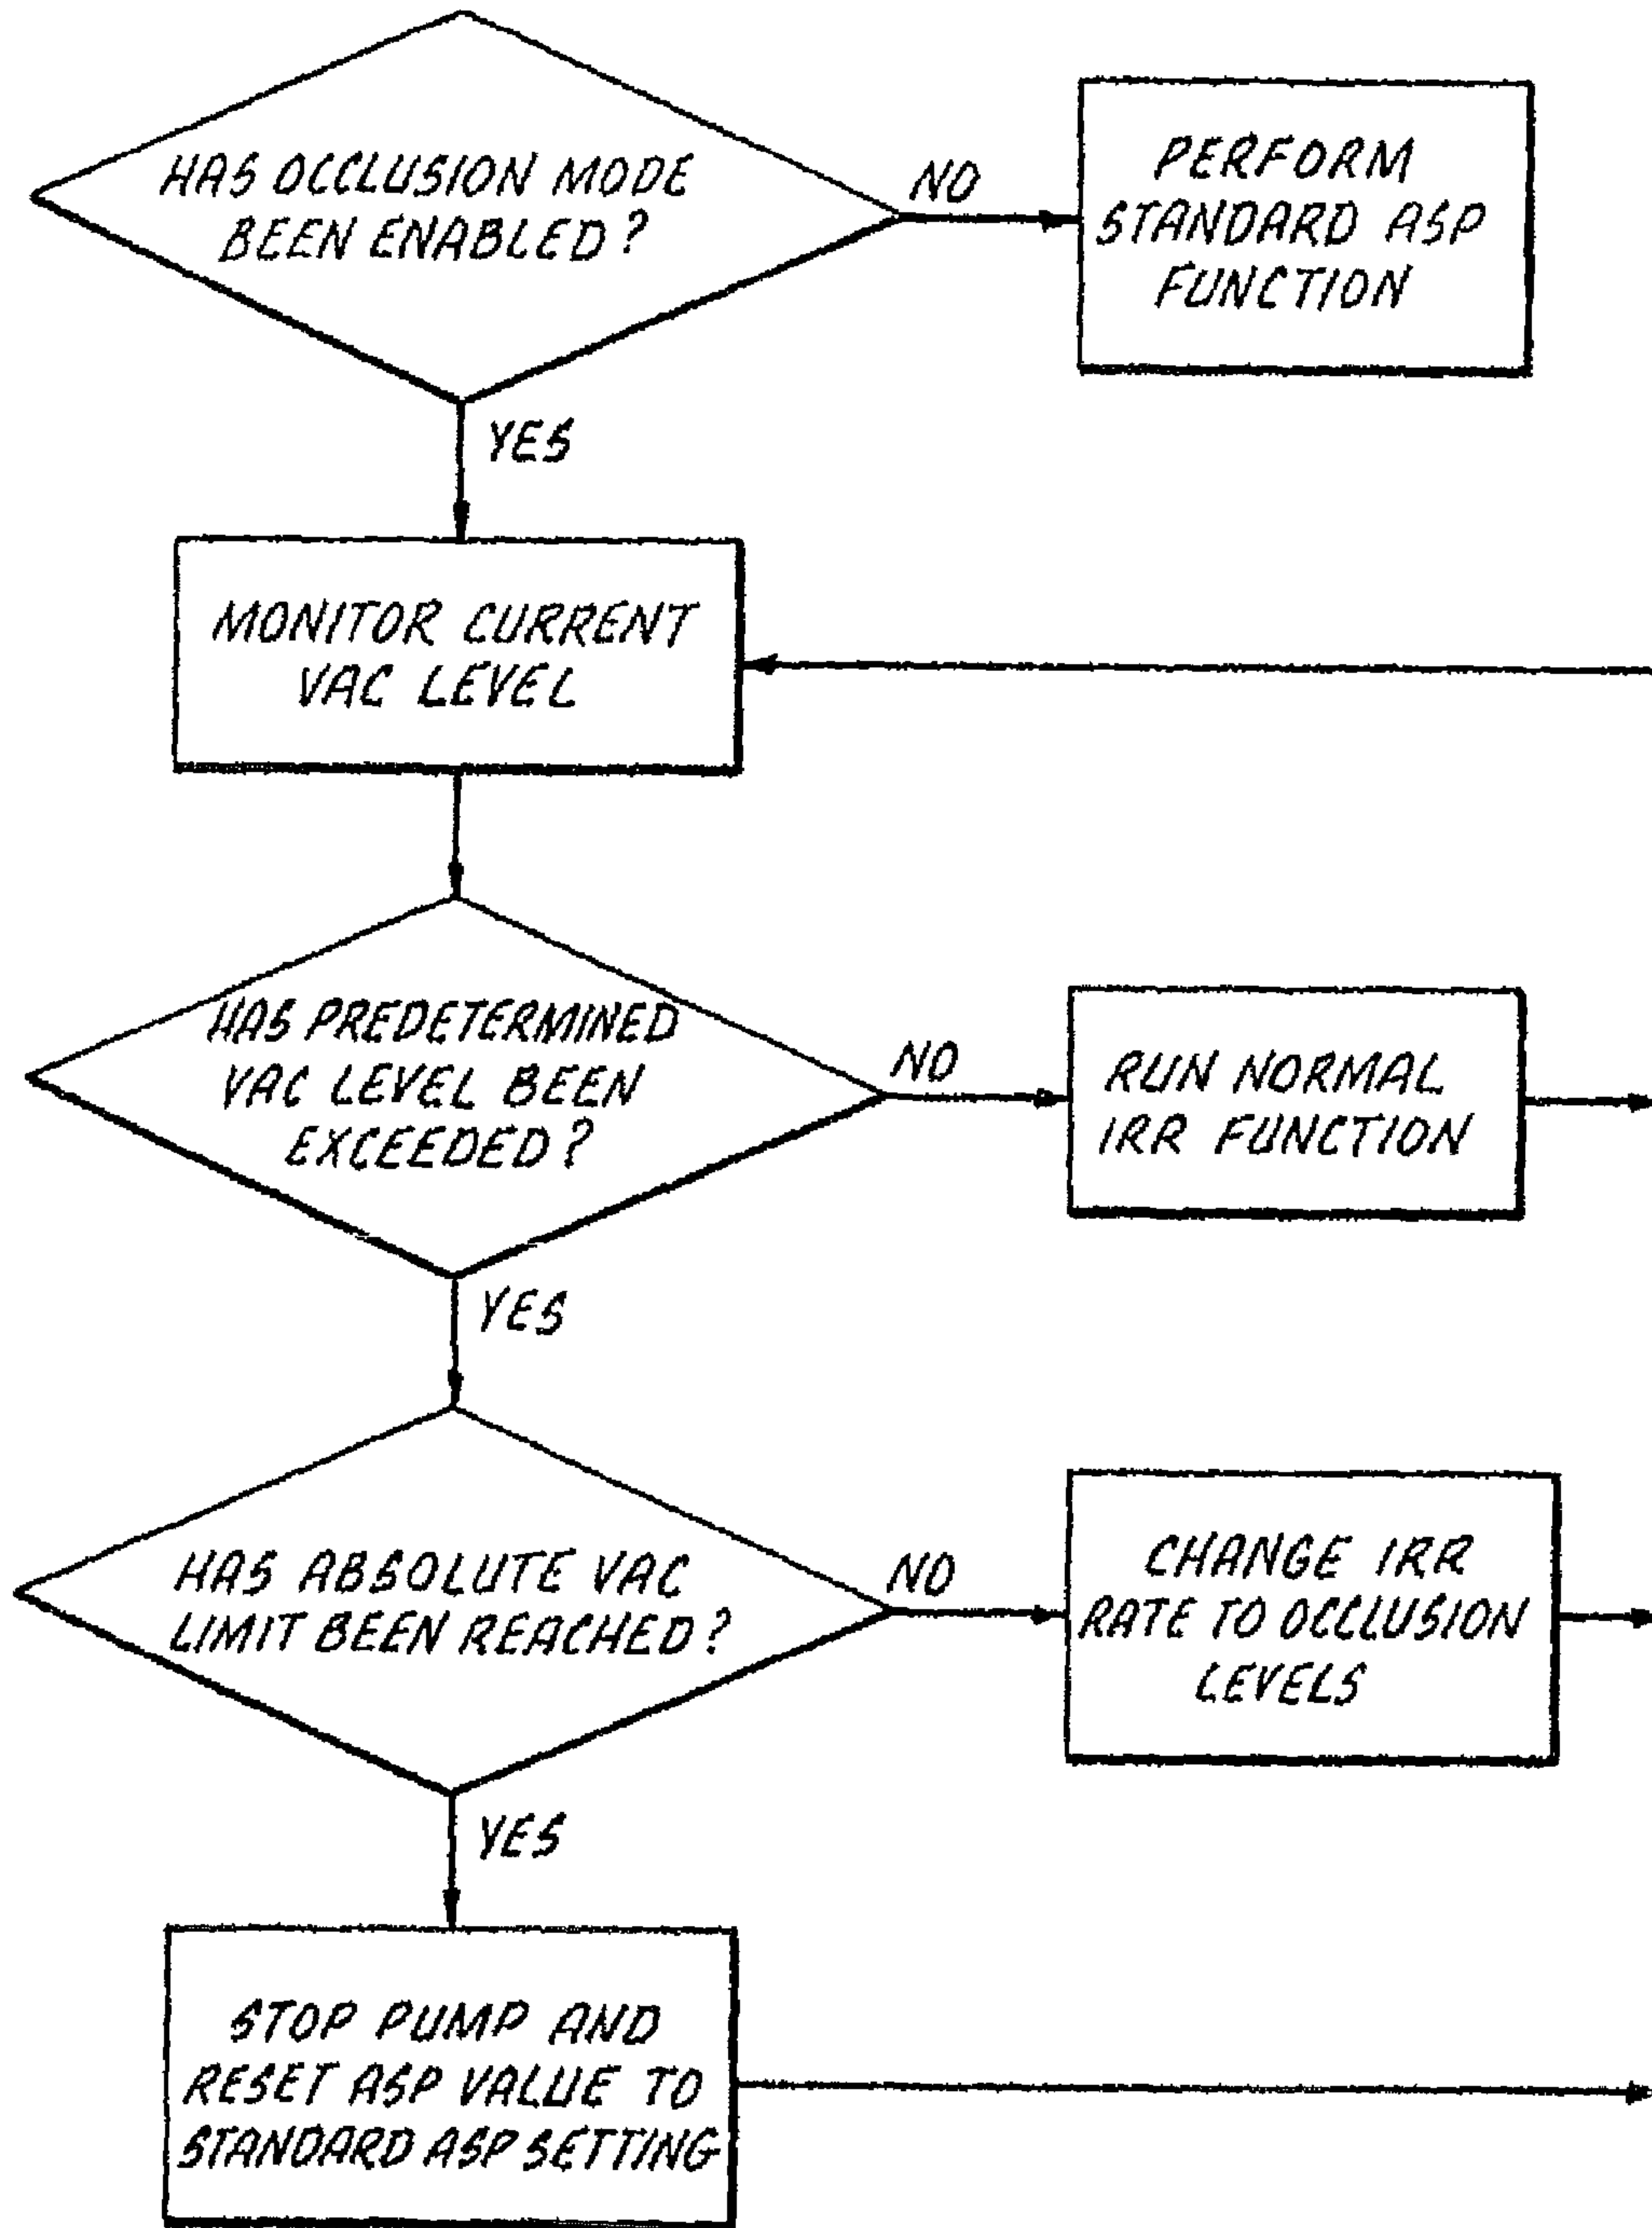 HAS OCCLUSION MODE
BEEN ENABLED?
NO
PERFORM
STANDARD ASP
FUNCTION
YES
MONITOR CURRENT
VAC LEVEL
HAS PREDETERMINED
VAC LEVEL BEEN
EXCEEDED?
NO
RUN NORMAL
IRR FUNCTION
YES
HAS ABSOLUTE VAC
LIMIT BEEN REACHED?
NO
CHANGE IRR
RATE TO OCCLUSION
LEVELS
YES
STOP PUMP AND
RESET ASP VALUE TO
STANDARD ASP SETTING